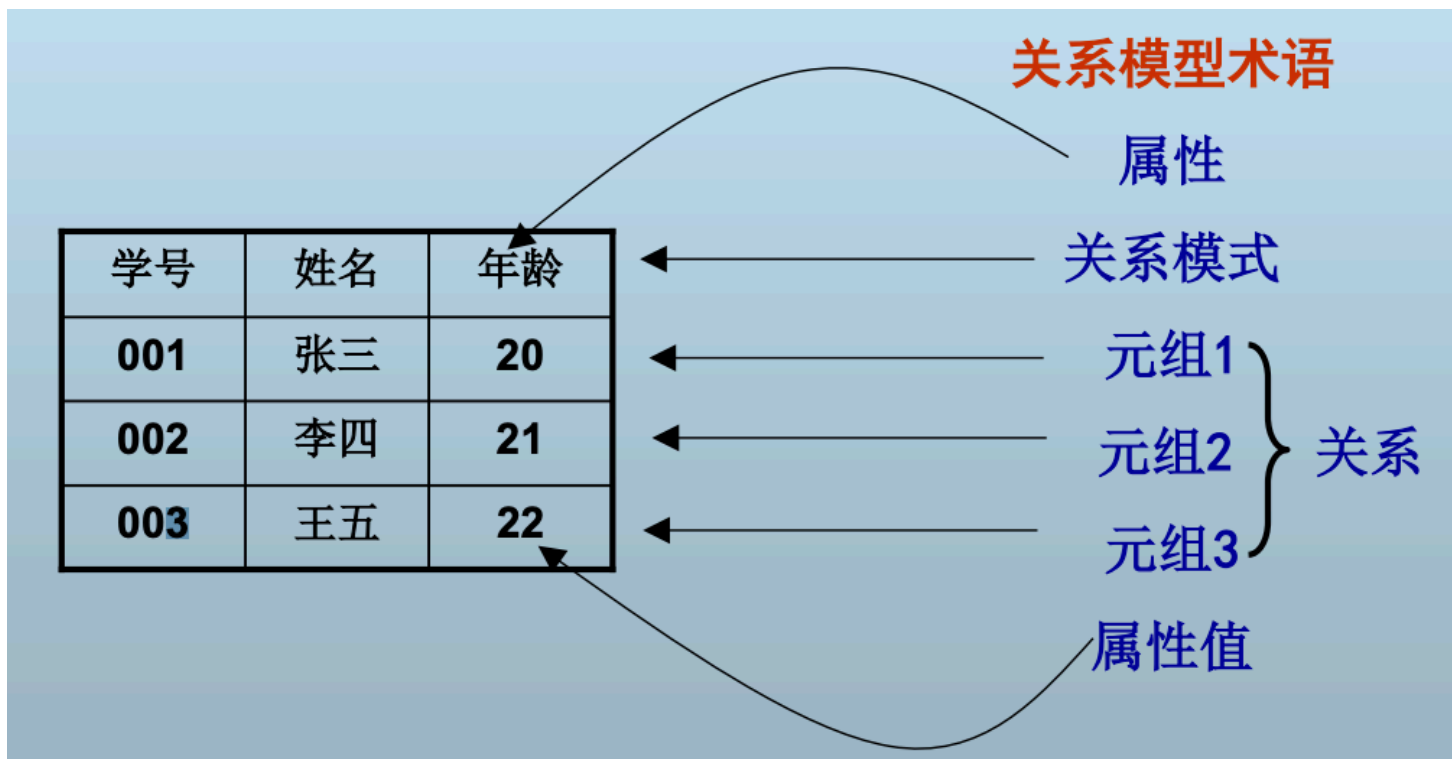 关系模型术语
属性
学号 姓名 年龄 关系模式
001 张三 20 元组1
002 李四 21 元组2 关系
003 王五 22 元组3
属性值